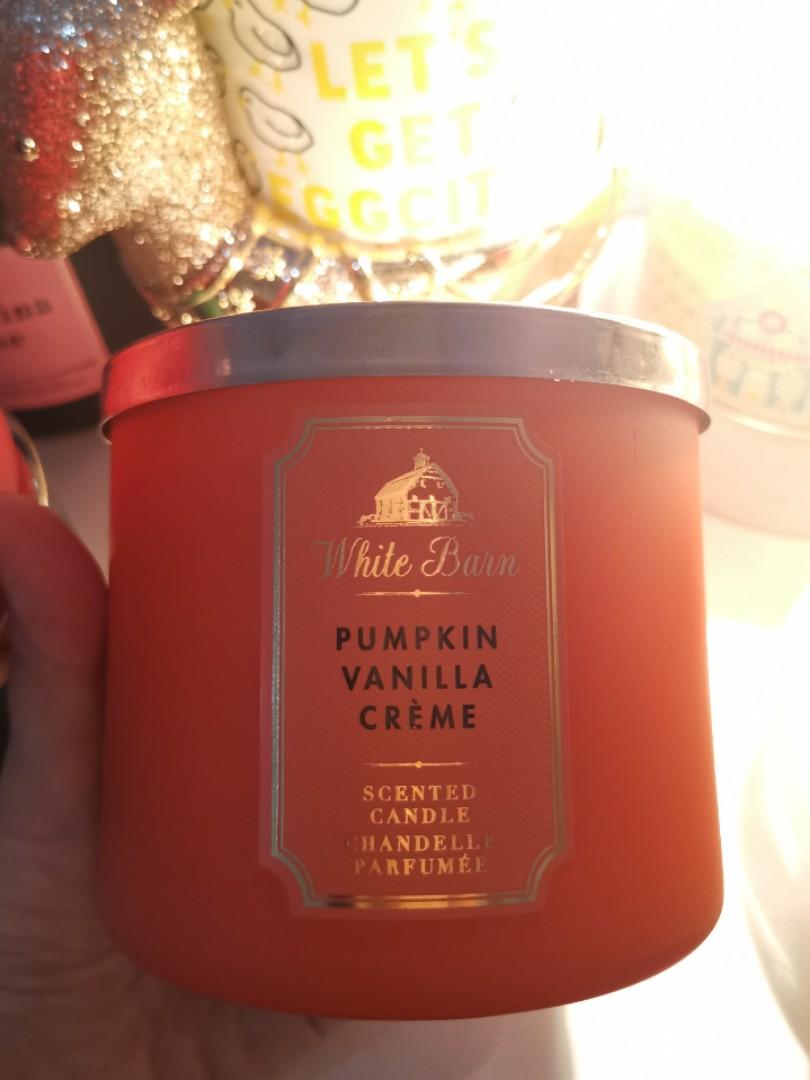 LET'S
GET
EGGCIT
White Barn
PUMPKIN
VANILLA
CRÈME
SCENTED
CANDLE
CHANDELLE
PARFUMÉE